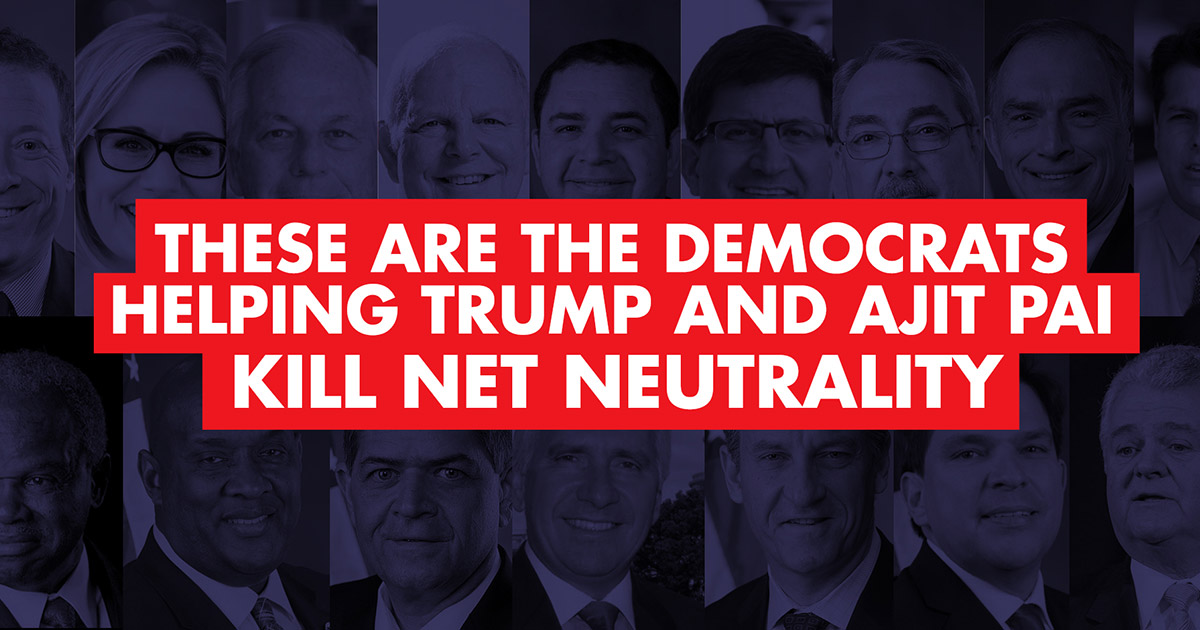 THESE ARE THE DEMOCRATS
HELPING TRUMP AND AJIT PAI
KILL NET NEUTRALITY